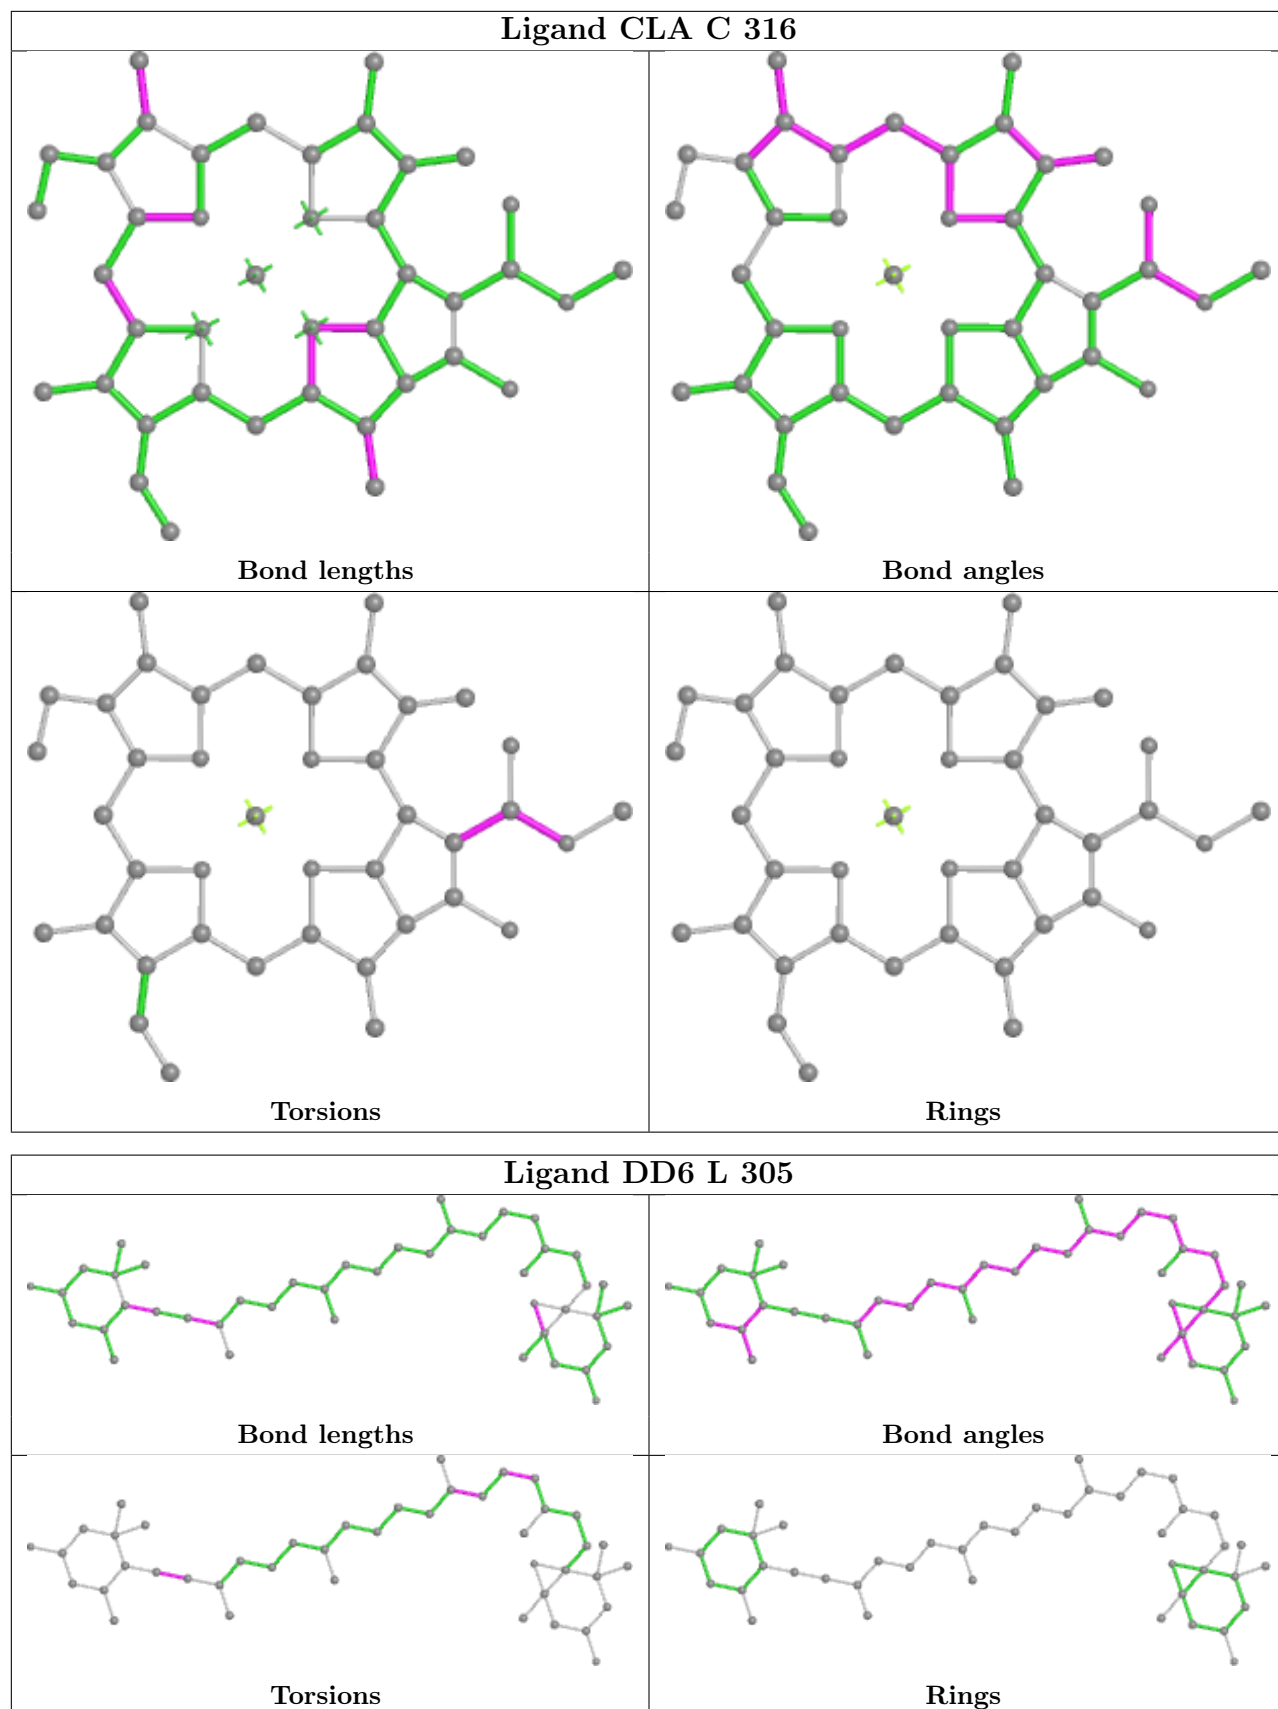 Ligand CLA C 316
Bond lengths
Bond angles
Torsions
Rings
Ligand DD6 L 305
Bond lengths
Bond angles
Torsions
Rings